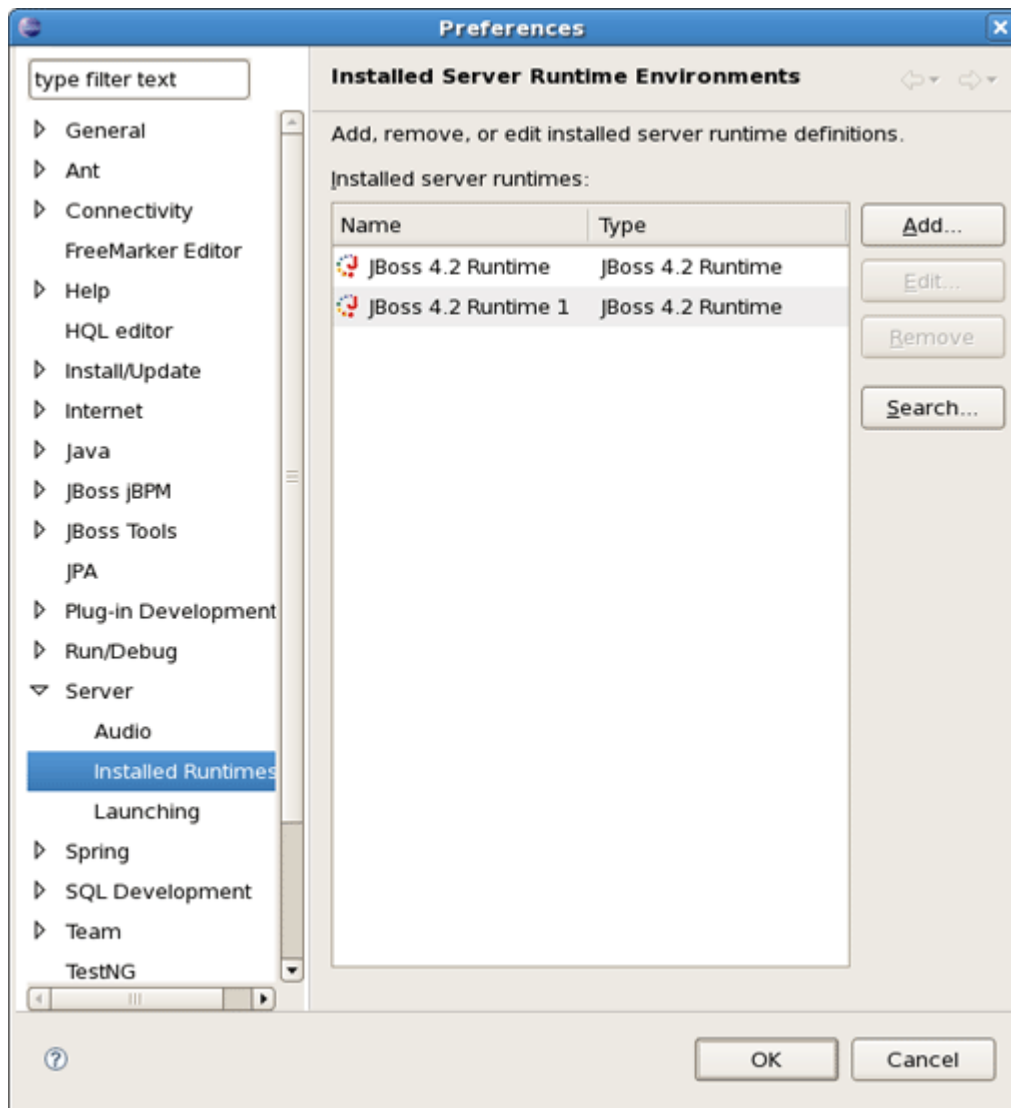 Preferences
type filter text
General
Ant
Connectivity
FreeMarker Editor
Help
HQL editor
Install/Update
Internet
Java
JBoss jBPM
JBoss Tools
JPA
Plug-in Development
Run/Debug
Server
Audio
Installed Runtimes
Launching
Spring
SQL Development
Team
TestNG
Installed Server Runtime Environments
Add, remove, or edit installed server runtime definitions.
Installed server runtimes:
Name Type
JBoss 4.2 Runtime JBoss 4.2 Runtime
JBoss 4.2 Runtime 1 JBoss 4.2 Runtime
Add...
Edit...
Remove
Search...
OK Cancel